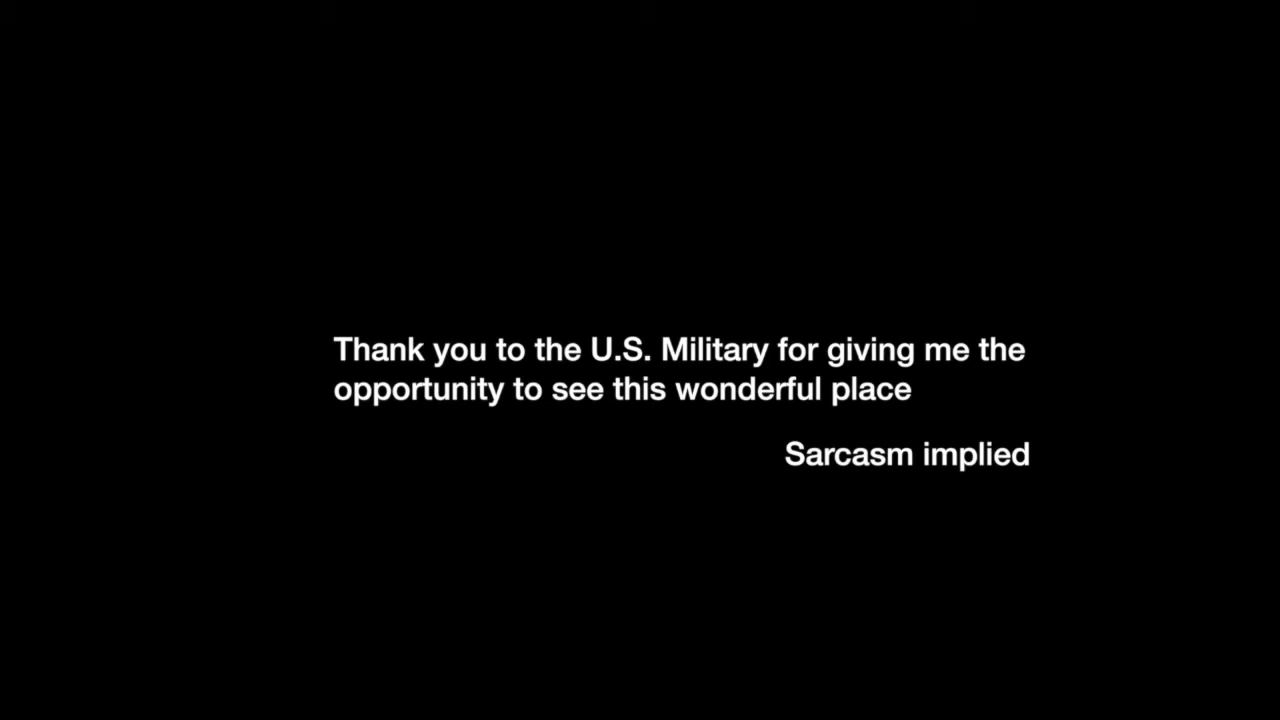 Thank you to the U.S. Military for giving me the
opportunity to see this wonderful place
Sarcasm implied